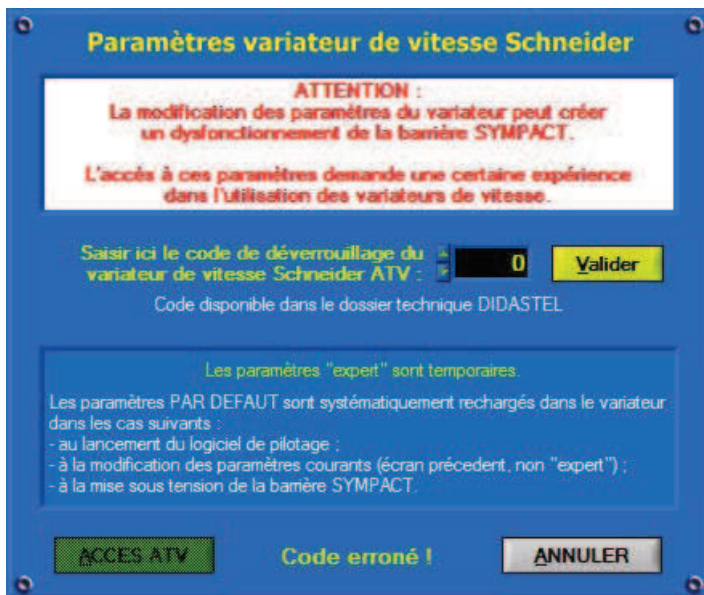 Paramètres variateur de vitesse Schneider
ATTENTION :
La modification des paramètres du variateur peut créer
un dysfonctionnement de la barrière SYMPACT.
L'accès à ces paramètres demande une certaine expérience
dans l'utilisation des variateurs de vitesse.
Saisir ici le code de déverrouillage du
variateur de vitesse Schneider ATV :
0
Valider
Code disponible dans le dossier technique DIDASTEL
Les paramètres "expert" sont temporaires.
Les paramètres PAR DEFAUT sont systématiquement rechargés dans le variateur
dans les cas suivants :
- au lancement du logiciel de pilotage ;
- à la modification des paramètres courants (écran précedent, non "expert") ;
- à la mise sous tension de la barrière SYMPACT.
ACCES ATV
Code erroné !
ANNULER